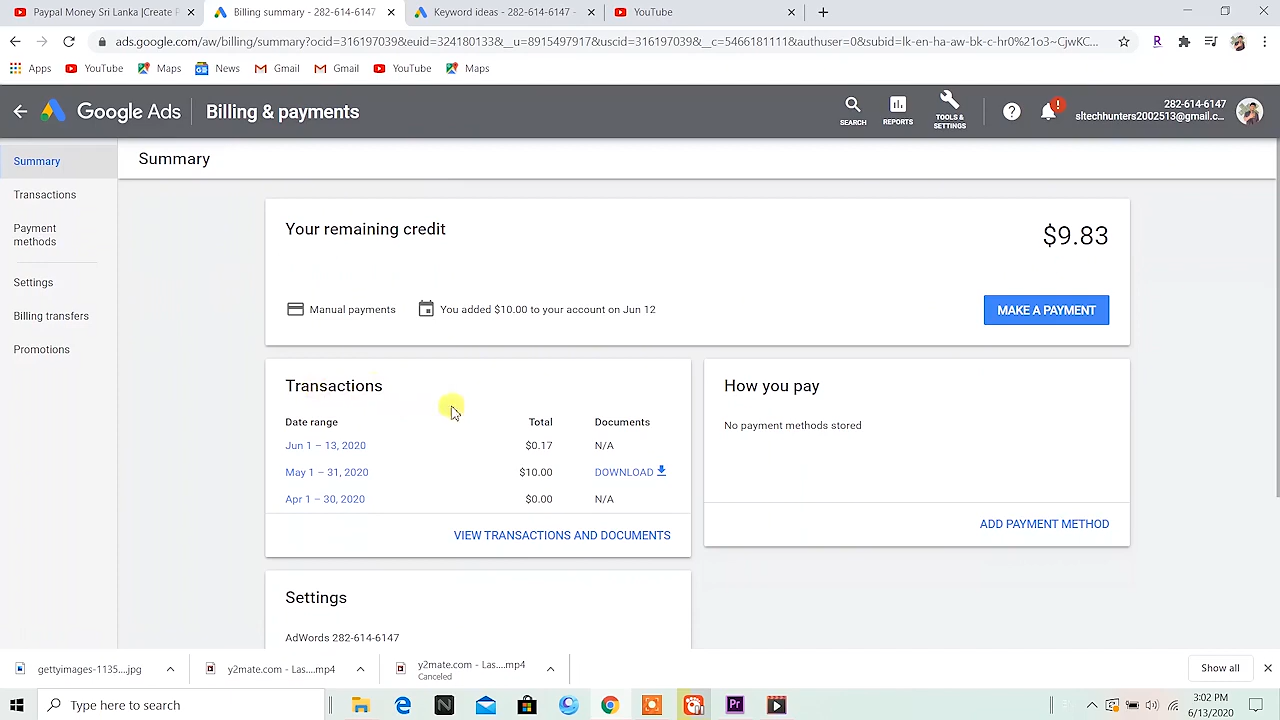 Paypal Money Sri Lanka |Create P
Billing summary - 282-614-6147
Keyword ideas - 282-614-6147 -
YouTube
ads.google.com/aw/billing/summary?ocid=316197039&euid=324180133&__u=8915497917&uscid=316197039&__c=5466181111&authuser=0&subid=lk-en-ha-aw-bk-c-hr0%21o3~CjwKC...
Apps YouTube Maps News Gmail Gmail YouTube Maps
Google Ads Billing & payments
SEARCH
REPORTS
TOOLS & SETTINGS
282-614-6147
sltechhunters2002513@gmail.c...
Summary
Transactions
Payment methods
Settings
Billing transfers
Promotions
Summary
Your remaining credit
$9.83
Manual payments You added $10.00 to your account on Jun 12
MAKE A PAYMENT
Transactions
Date range Total Documents
Jun 1 – 13, 2020 $0.17 N/A
May 1 – 31, 2020 $10.00 DOWNLOAD
Apr 1 – 30, 2020 $0.00 N/A
VIEW TRANSACTIONS AND DOCUMENTS
How you pay
No payment methods stored
ADD PAYMENT METHOD
Settings
AdWords 282-614-6147
gettyimages-1135....jpg
y2mate.com - Las....mp4
y2mate.com - Las....mp4
Canceled
Show all
Type here to search
3:02 PM
6/13/2020